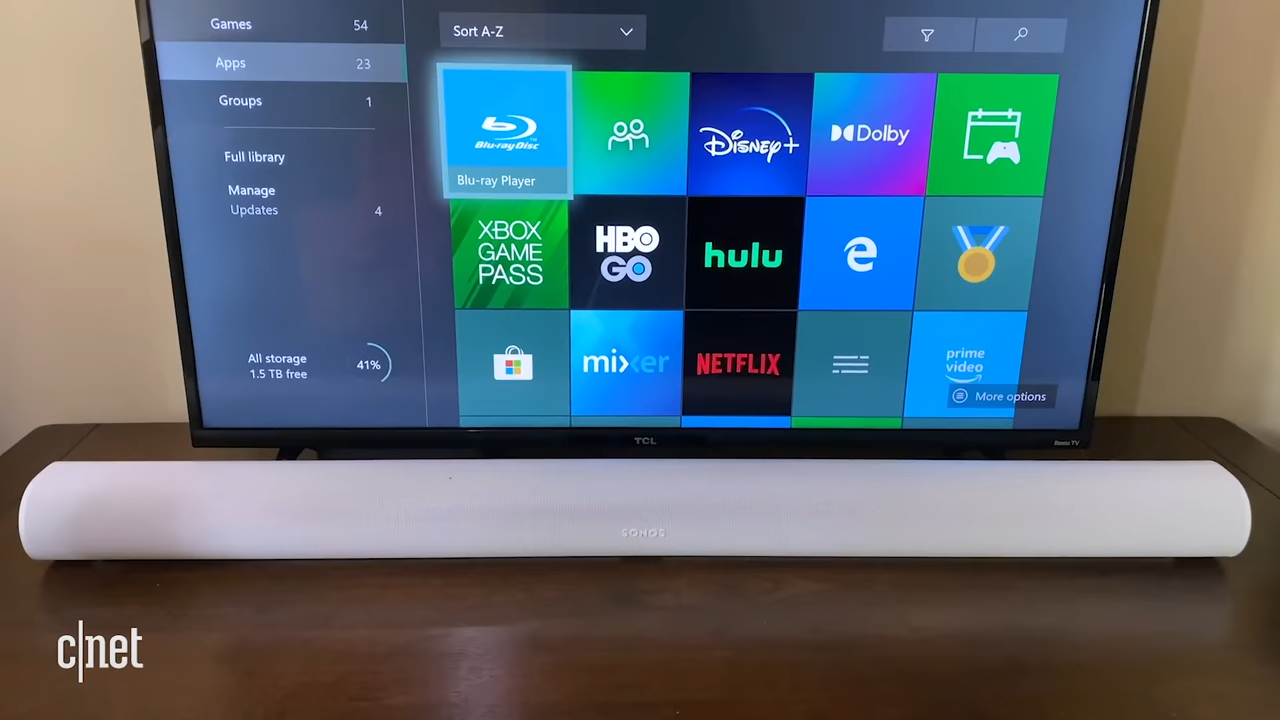 Games 54
Apps 23
Groups 1
Full library
Manage
Updates 4
All storage
1.5 TB free
41%
Sort A-Z
Blu-ray Disc
TM
Blu-ray Player
Disney+
Dolby
XBOX
GAME
PASS
HBO
GO
hulu
e
mixer
NETFLIX
prime
video
More options
TCL
Roku TV
SONOS
c|net